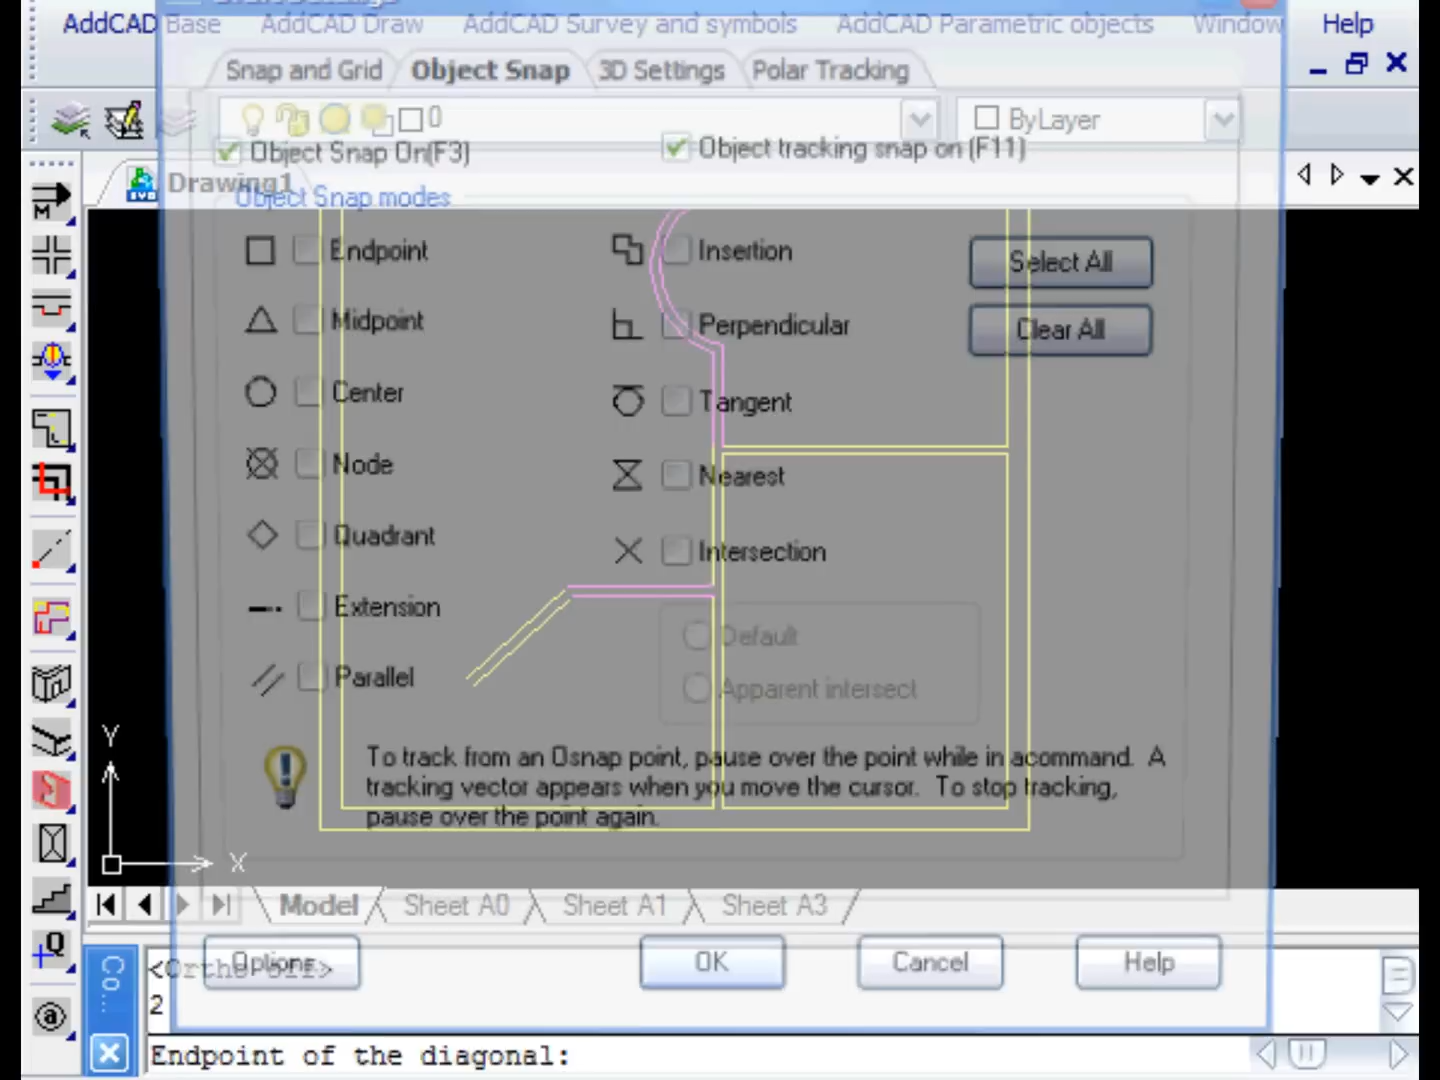 AddCAD Base AddCAD Draw AddCAD Survey and symbols AddCAD Parametric objects Window Help
Snap and Grid Object Snap 3D Settings Polar Tracking
0 ByLayer
Object Snap On(F3) Object tracking snap on (F11)
Drawing1
Object Snap modes
Endpoint Insertion Select All
Midpoint Perpendicular Clear All
Center Tangent
Node Nearest
Quadrant Intersection
Extension Default
Parallel Apparent intersect
To track from an Osnap point, pause over the point while in acommand. A
tracking vector appears when you move the cursor. To stop tracking,
pause over the point again.
Y
X
Model Sheet A0 Sheet A1 Sheet A3
Options OK Cancel Help
<Ortho off>
2
Co...
Endpoint of the diagonal:
M
Q
@